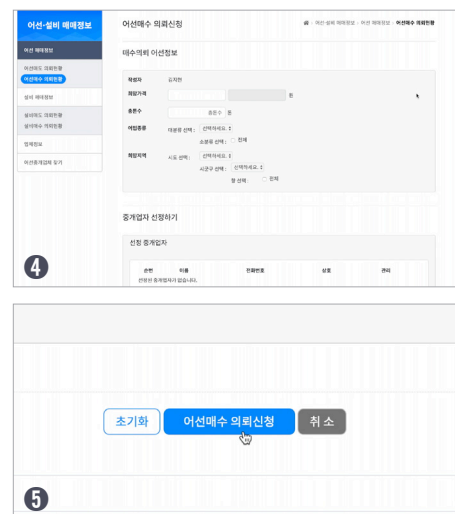 어선·설비 매매정보
어선매수 의뢰신청
어선·설비 매매정보 > 어선 매매정보 > 어선매수 의뢰현황
어선 매매정보
어선매도 의뢰현황
어선매수 의뢰현황
설비 매매정보
설비매도 의뢰현황
설비매수 의뢰현황
업체정보
어선중개업체 찾기
매수의뢰 어선정보
작성자
희망가격 원
총톤수 총톤수 톤
어업종류 대분류 선택 : 선택하세요.
소분류 선택 : 전체
희망지역 시도 선택 : 선택하세요.
시군구 선택 : 선택하세요.
항 선택 : 전체
중개업자 선정하기
선정 중개업자
순번 이름 전화번호 상호 관리
선정된 중개업자가 없습니다.
4
초기화 어선매수 의뢰신청 취소
5